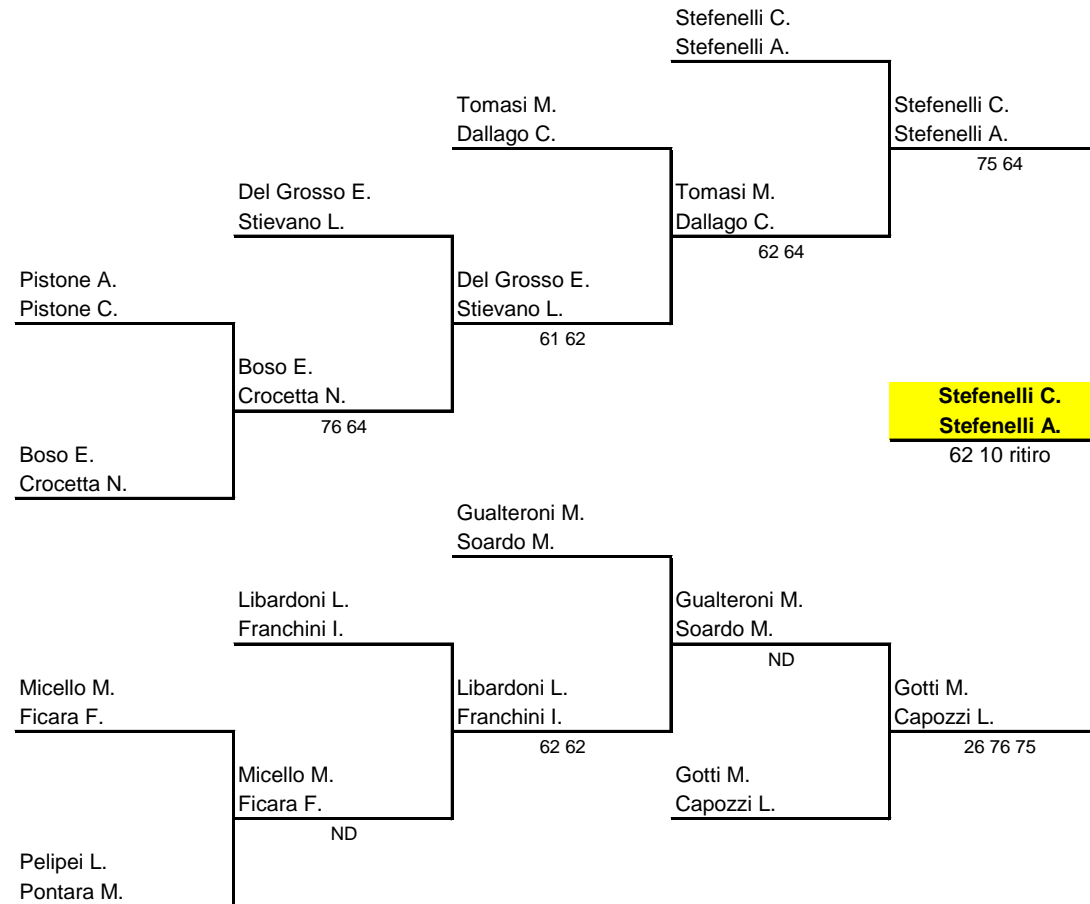 Stefenelli C.
Stefenelli A.
Tomasi M.
Dallago C.
Stefenelli C.
Stefenelli A.
75 64
Del Grosso E.
Stievano L.
Tomasi M.
Dallago C.
62 64
Pistone A.
Pistone C.
Del Grosso E.
Stievano L.
61 62
Boso E.
Crocetta N.
76 64
Stefenelli C.
Stefenelli A.
62 10 ritiro
Boso E.
Crocetta N.
Gualteroni M.
Soardo M.
Libardoni L.
Franchini I.
Gualteroni M.
Soardo M.
ND
Micello M.
Ficara F.
Libardoni L.
Franchini I.
62 62
Gotti M.
Capozzi L.
26 76 75
Micello M.
Ficara F.
ND
Gotti M.
Capozzi L.
Pelipei L.
Pontara M.